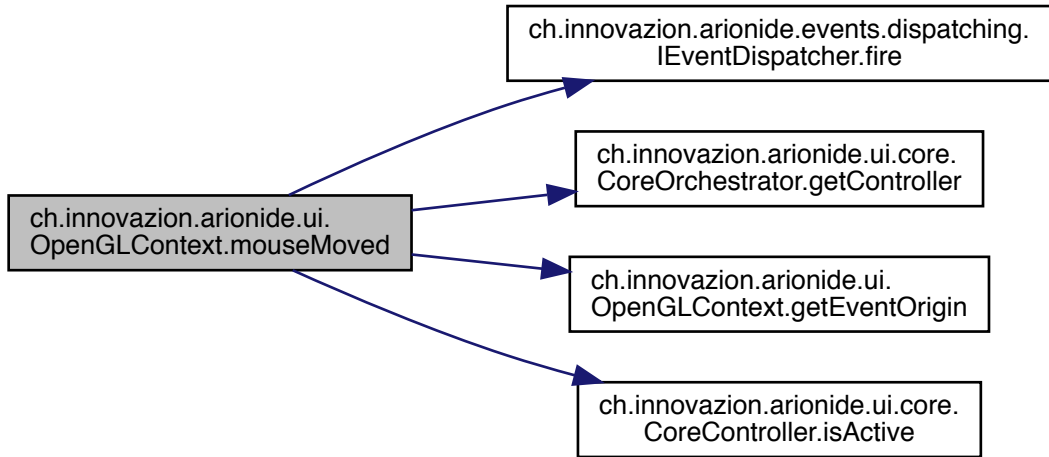 ch.innovazion.arionide.ui.
OpenGLContext.mouseMoved
ch.innovazion.arionide.events.dispatching.
IEventDispatcher.fire
ch.innovazion.arionide.ui.core.
CoreOrchestrator.getController
ch.innovazion.arionide.ui.
OpenGLContext.getEventOrigin
ch.innovazion.arionide.ui.core.
CoreController.isActive